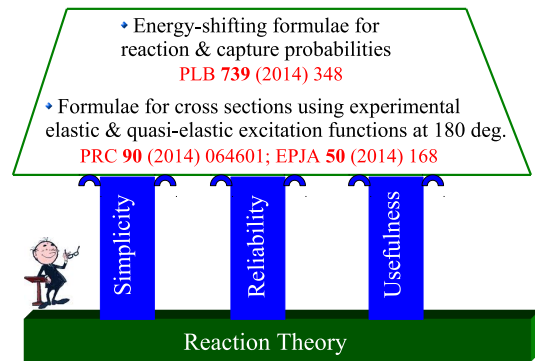 Energy-shifting formulae for
reaction & capture probabilities
PLB 739 (2014) 348
Formulae for cross sections using experimental
elastic & quasi-elastic excitation functions at 180 deg.
PRC 90 (2014) 064601; EPJA 50 (2014) 168
Simplicity
Reliability
Usefulness
Reaction Theory